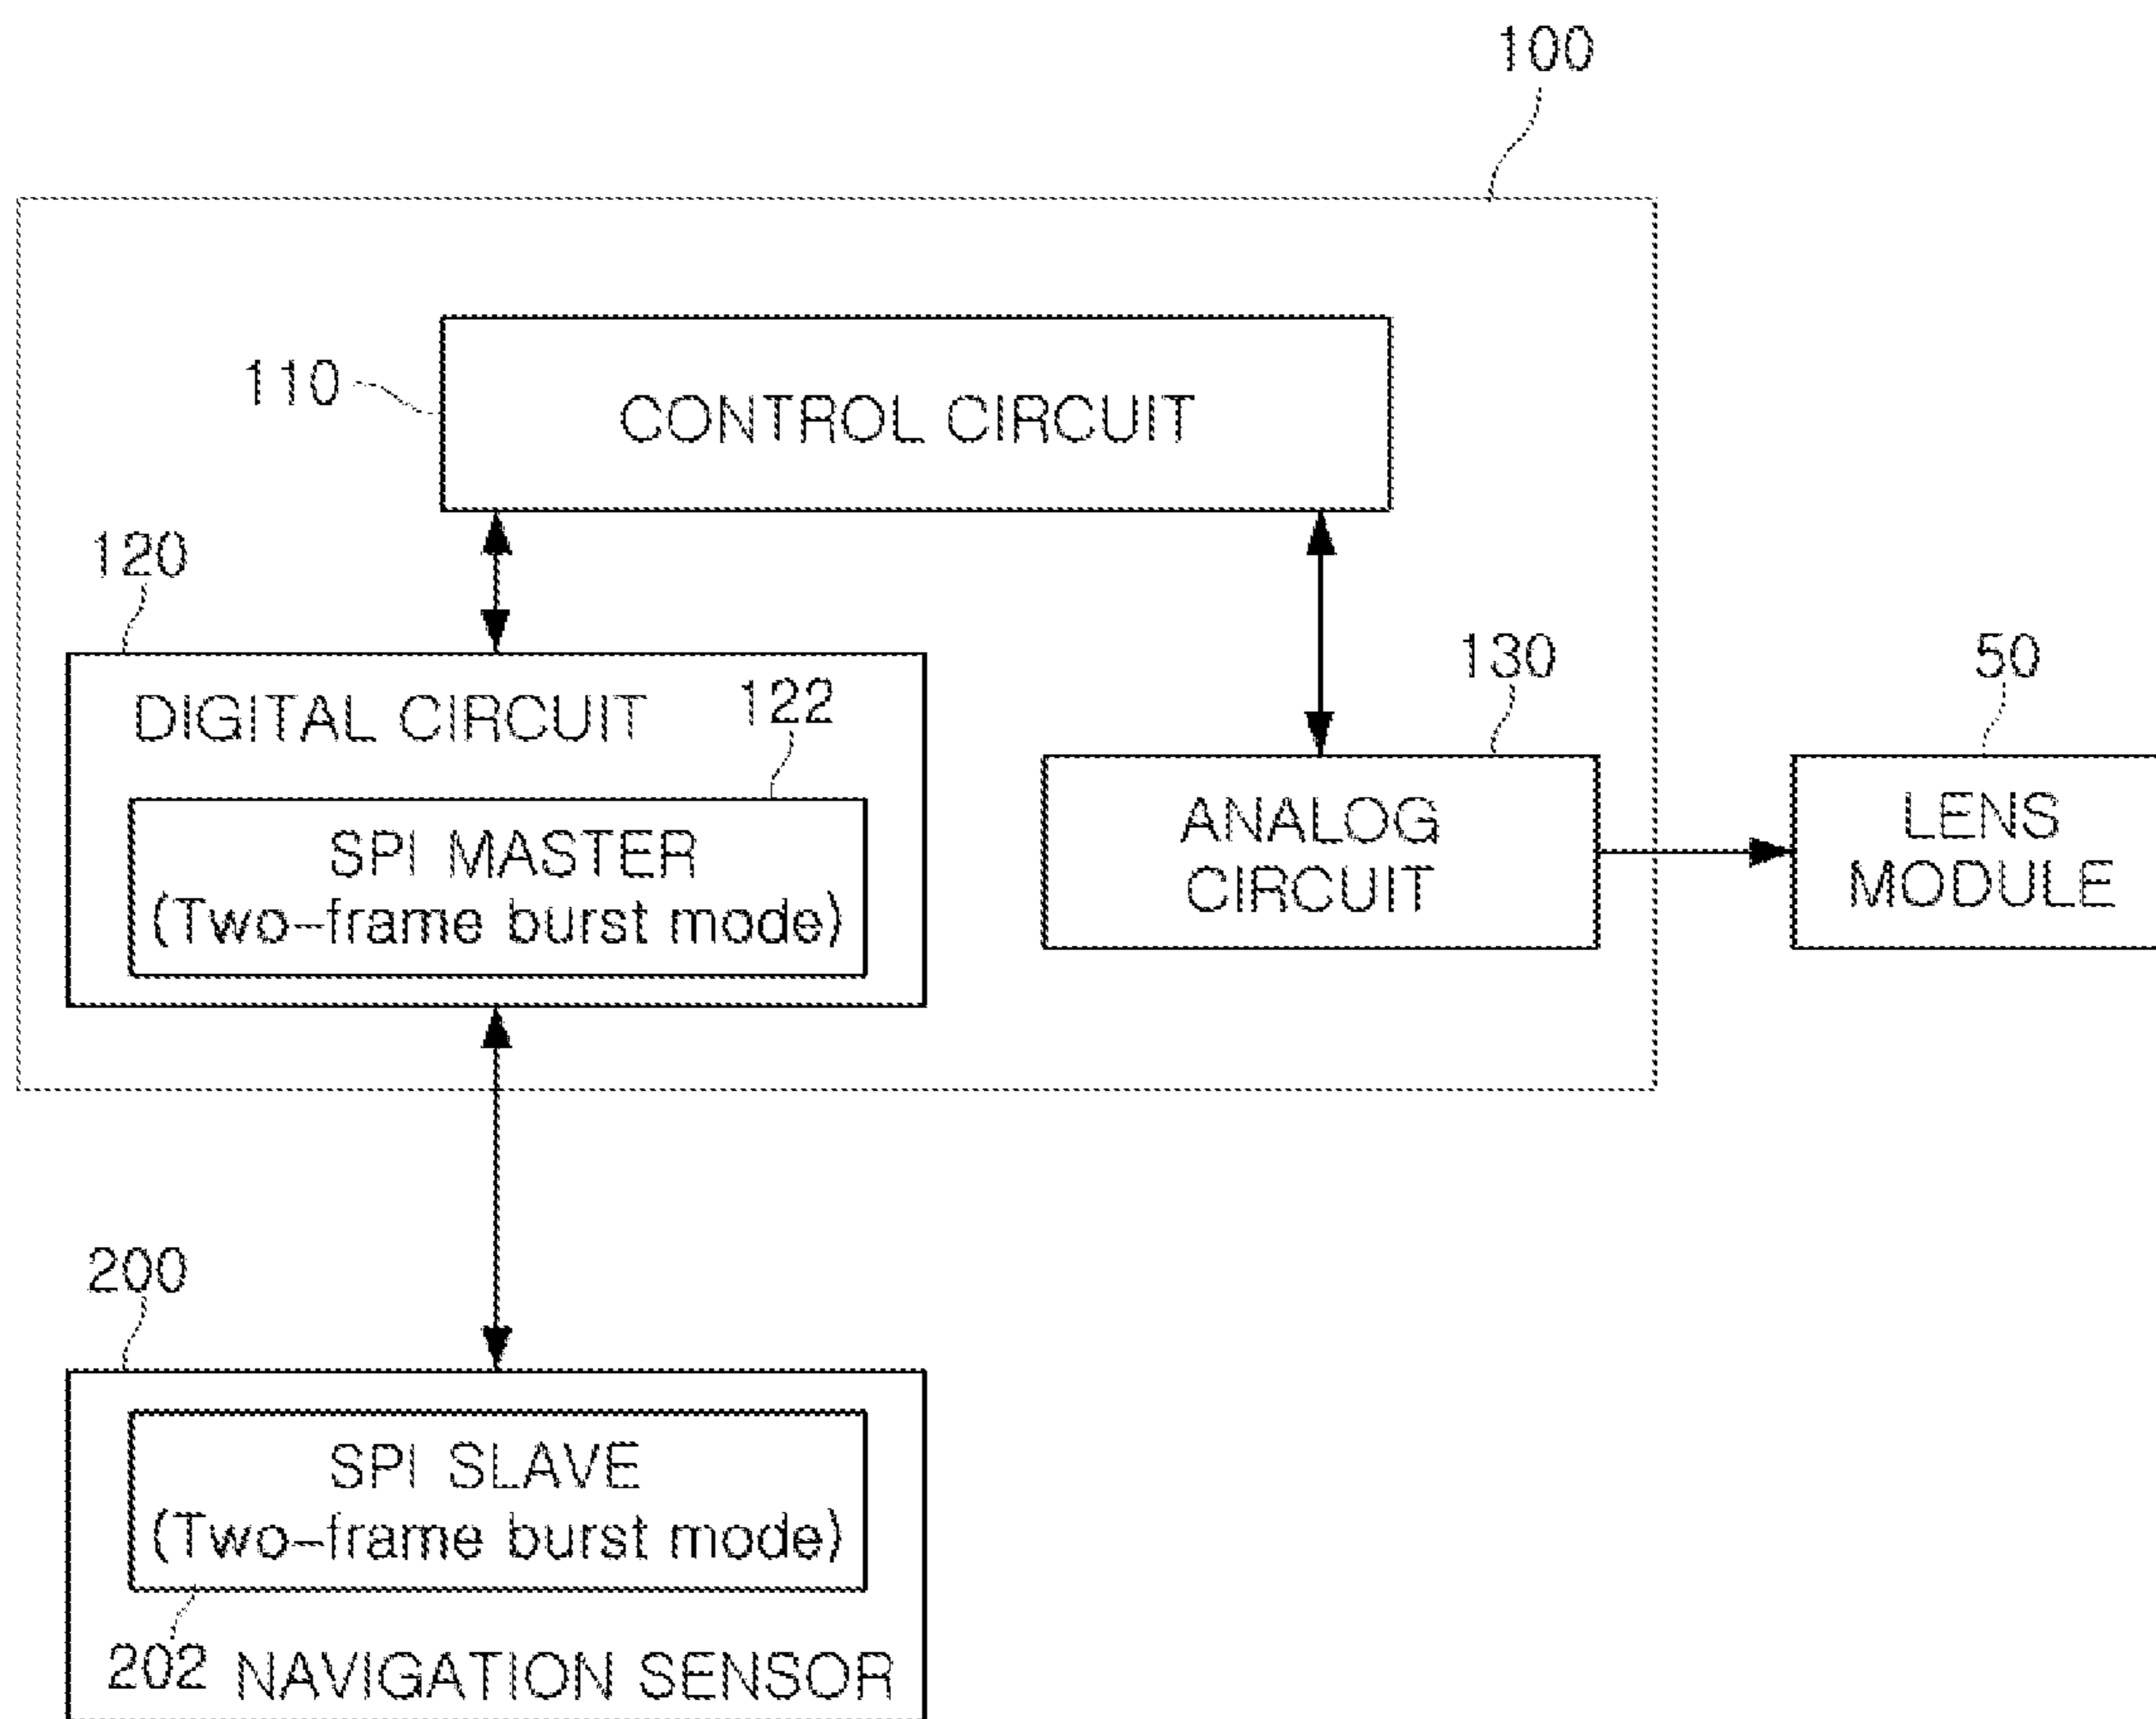 100
110
CONTROL CIRCUIT
120
130
50
DIGITAL CIRCUIT
122
SPI MASTER
(Two-frame burst mode)
ANALOG
CIRCUIT
LENS
MODULE
200
SPI SLAVE
(Two-frame burst mode)
202
NAVIGATION SENSOR